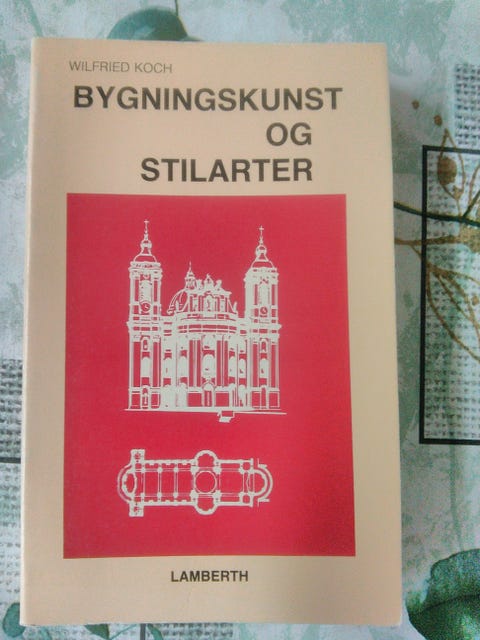 WILFRIED KOCH
BYGNINGSKUNST
OG
STILARTER
LAMBERTH